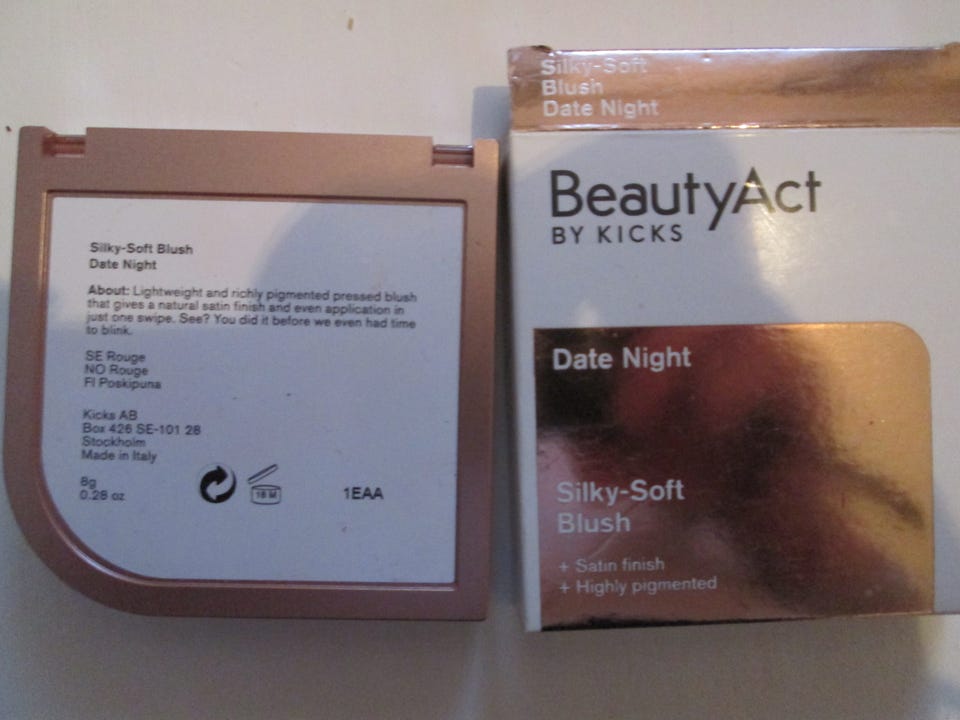 Silky-Soft Blush
Date Night
About: Lightweight and richly pigmented pressed blush
that gives a natural satin finish and even application in
just one swipe. See? You did it before we even had time
to blink.
SE Rouge
NO Rouge
FI Poskipuna
Kicks AB
Box 426 SE-101 28
Stockholm
Made in Italy
8g
0.28 oz
18 M
1EAA
Silky-Soft
Blush
Date Night
BeautyAct
BY KICKS
Date Night
Silky-Soft
Blush
+ Satin finish
+ Highly pigmented